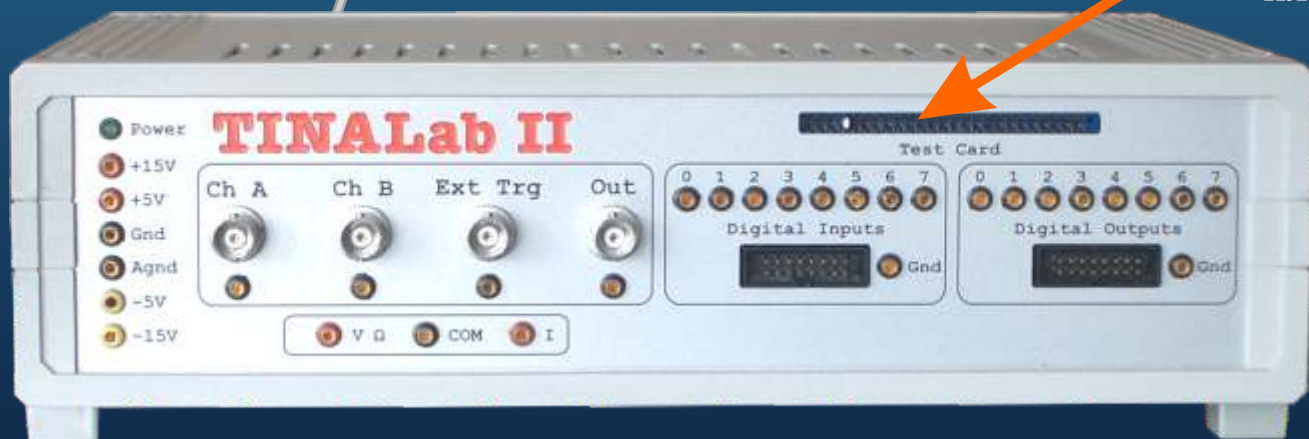 TINALab II
Power
+15V
+5V
Gnd
Agnd
-5V
-15V
Ch A
Ch B
Ext Trg
Out
V Ω
COM
I
Test Card
0 1 2 3 4 5 6 7
Digital Inputs
Gnd
0 1 2 3 4 5 6 7
Digital Outputs
Gnd